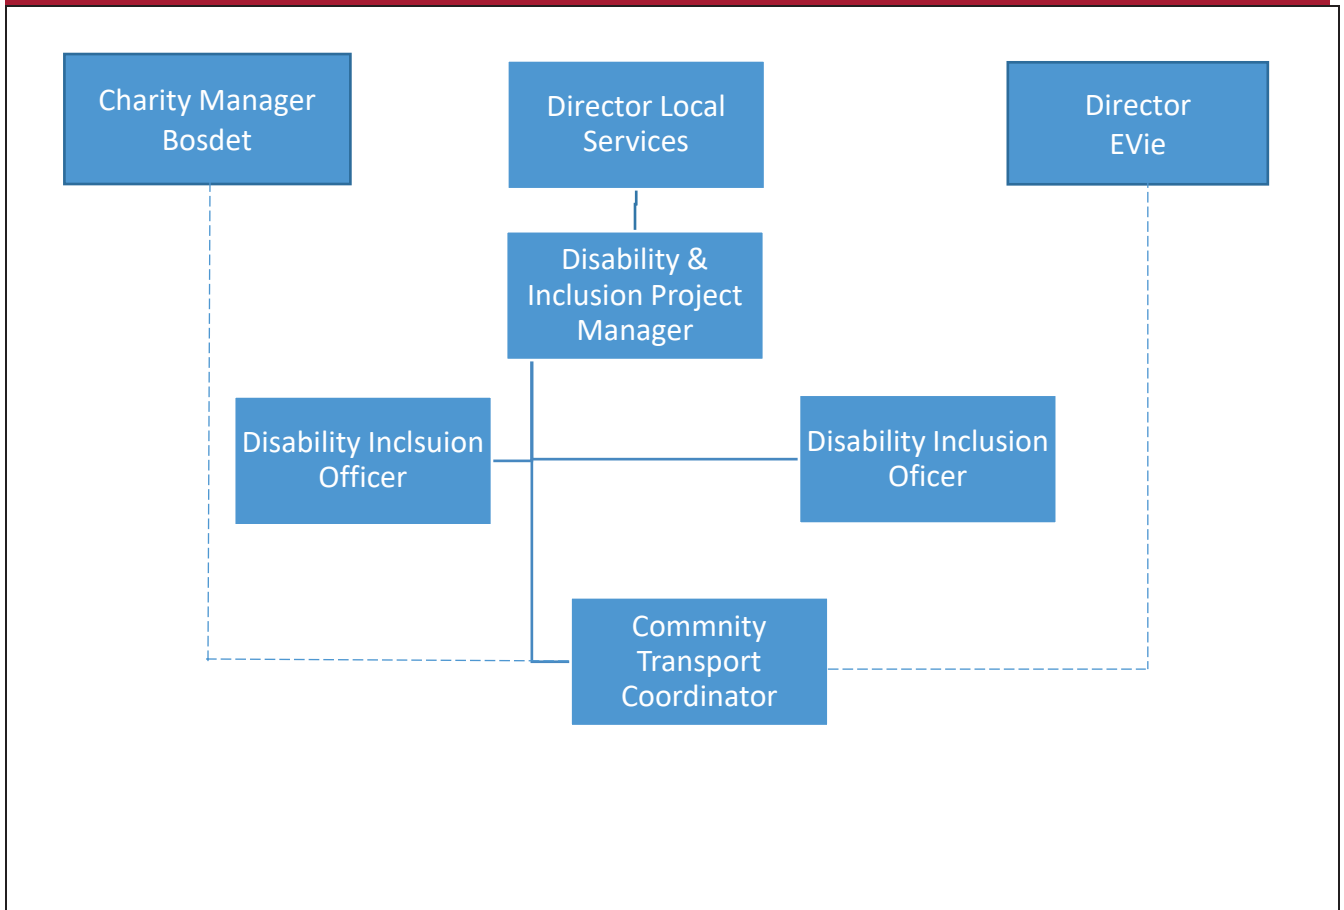 Charity Manager
Bosdet
Director Local
Services
Director
EVie
Disability &
Inclusion Project
Manager
Disability Inclsuion
Officer
Disability Inclusion
Oficer
Commnity
Transport
Coordinator